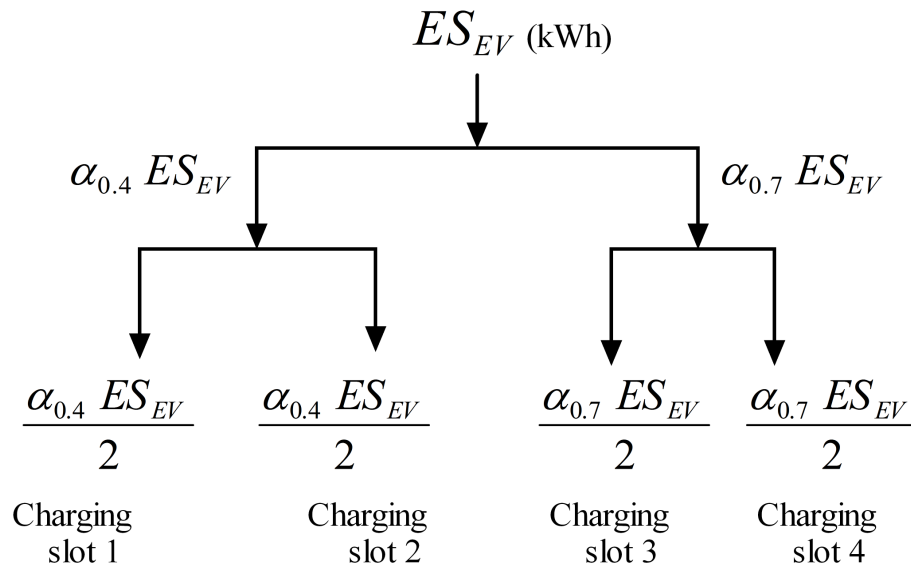 ES_EV (kWh)
α_0.4 ES_EV
α_0.7 ES_EV
α_0.4 ES_EV
2
α_0.4 ES_EV
2
α_0.7 ES_EV
2
α_0.7 ES_EV
2
Charging
slot 1
Charging
slot 2
Charging
slot 3
Charging
slot 4